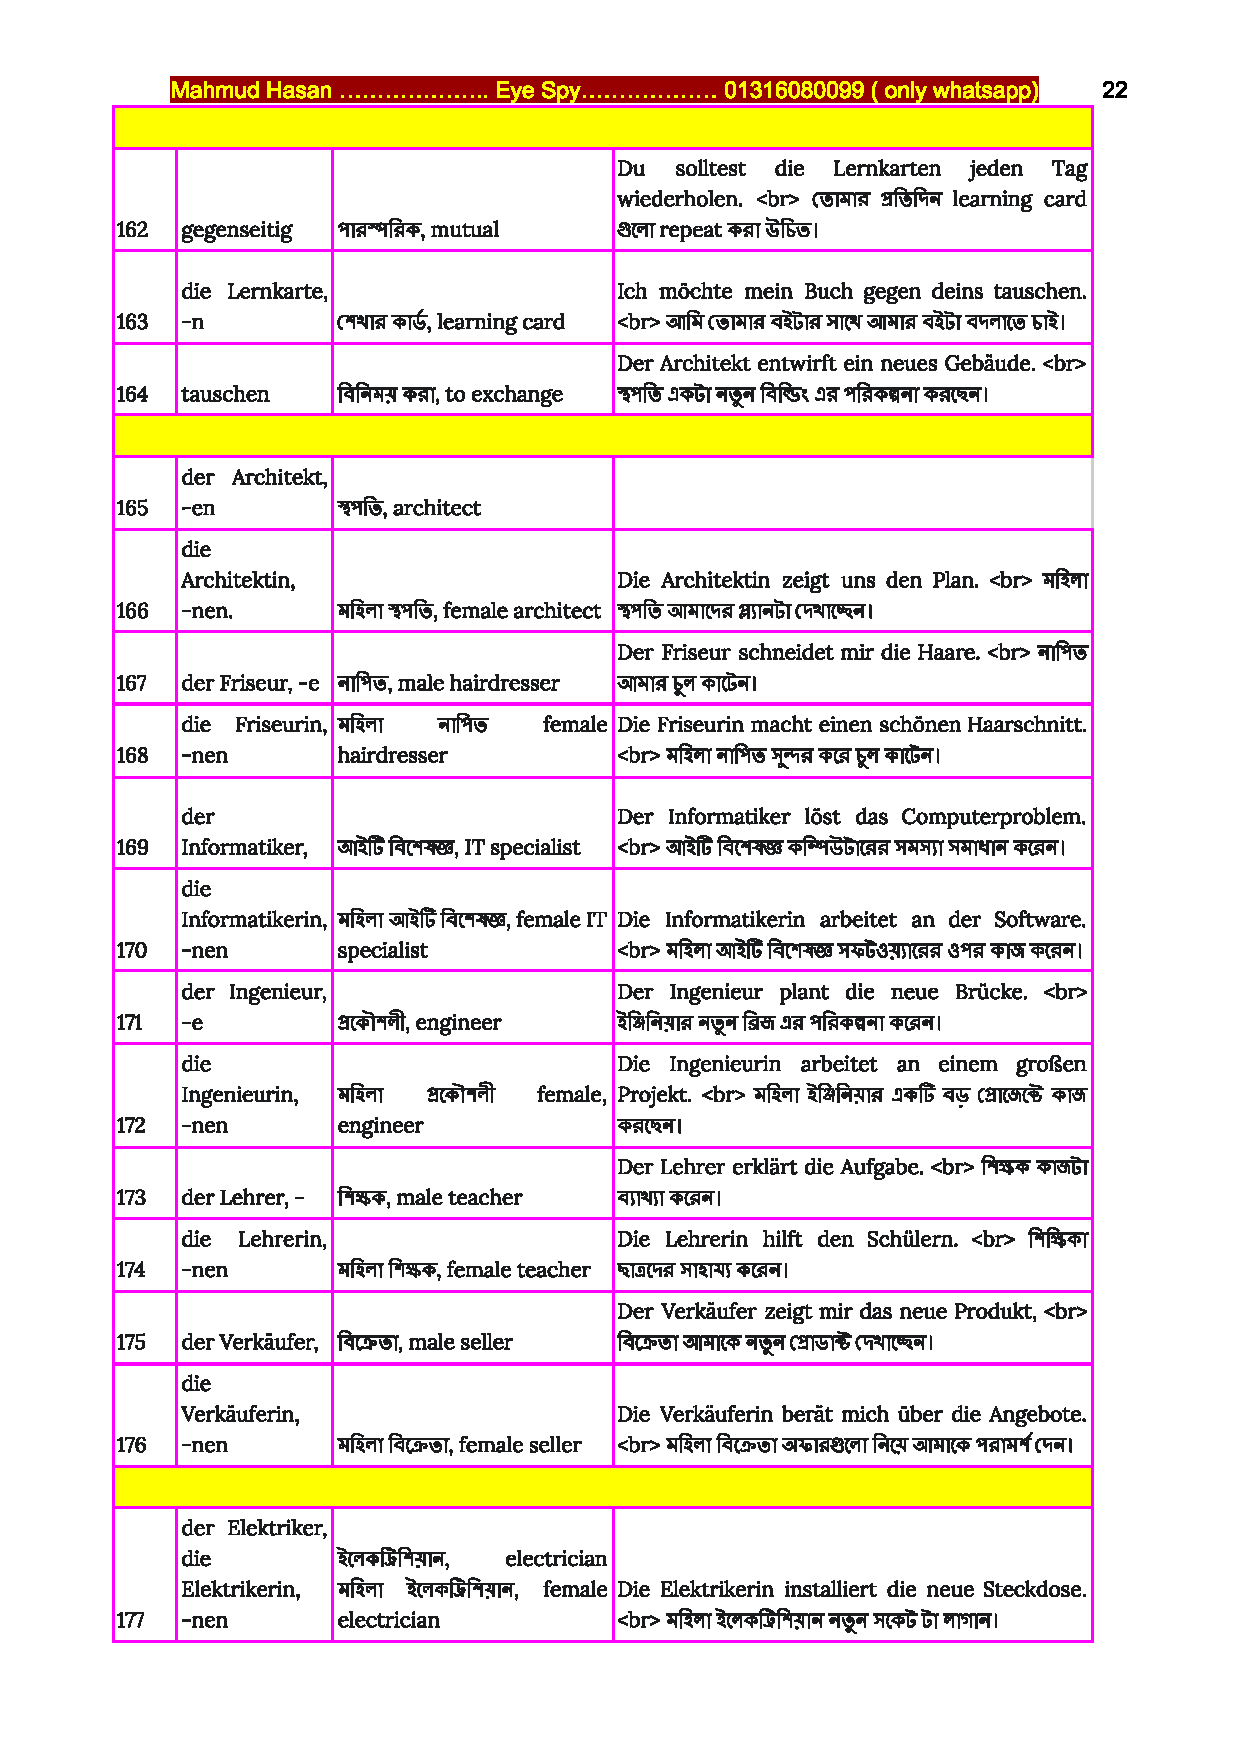 Mahmud Hasan ……………….. Eye Spy……………… 01316080099 ( only whatsapp) 22
Du solltest die Lernkarten jeden Tag
wiederholen. <br> তোমার প্রতিদিন learning card
162 gegenseitig পারস্পরিক, mutual গুলো repeat করা উচিত।
die Lernkarte, Ich möchte mein Buch gegen deins tauschen.
163 -n শেখার কার্ড, learning card <br> আমি তোমার বইটার সাথে আমার বইটা বদলাতে চাই।
Der Architekt entwirft ein neues Gebäude. <br>
164 tauschen বিনিময় করা, to exchange স্থপতি একটা নতুন বিল্ডিং এর পরিকল্পনা করছেন।
der Architekt,
165 -en স্থপতি, architect
die
Architektin, Die Architektin zeigt uns den Plan. <br> মহিলা
166 -nen. মহিলা স্থপতি, female architect স্থপতি আমাদের প্ল্যানটা দেখাচ্ছেন।
Der Friseur schneidet mir die Haare. <br> নাপিত
167 der Friseur, -e নাপিত, male hairdresser আমার চুল কাটেন।
die Friseurin, মহিলা নাপিত female Die Friseurin macht einen schönen Haarschnitt.
168 -nen hairdresser <br> মহিলা নাপিত সুন্দর করে চুল কাটেন।
der Der Informatiker löst das Computerproblem.
169 Informatiker, আইটি বিশেষজ্ঞ, IT specialist <br> আইটি বিশেষজ্ঞ কম্পিউটারের সমস্যা সমাধান করেন।
die
Informatikerin, মহিলা আইটি বিশেষজ্ঞ, female IT Die Informatikerin arbeitet an der Software.
170 -nen specialist <br> মহিলা আইটি বিশেষজ্ঞ সফটওয়্যারের ওপর কাজ করেন।
der Ingenieur, Der Ingenieur plant die neue Brücke. <br>
171 -e প্রকৌশলী, engineer ইঞ্জিনিয়ার নতুন ব্রিজ এর পরিকল্পনা করেন।
die Die Ingenieurin arbeitet an einem großen
Ingenieurin, মহিলা প্রকৌশলী female, Projekt. <br> মহিলা ইঞ্জিনিয়ার একটি বড় প্রোজেক্টে কাজ
172 -nen engineer করছেন।
Der Lehrer erklärt die Aufgabe. <br> শিক্ষক কাজটা
173 der Lehrer, - শিক্ষক, male teacher ব্যাখ্যা করেন।
die Lehrerin, Die Lehrerin hilft den Schülern. <br> শিক্ষিকা
174 -nen মহিলা শিক্ষক, female teacher ছাত্রদের সাহায্য করেন।
Der Verkäufer zeigt mir das neue Produkt, <br>
175 der Verkäufer, বিক্রেতা, male seller বিক্রেতা আমাকে নতুন প্রোডাক্ট দেখাচ্ছেন।
die
Verkäuferin, Die Verkäuferin berät mich über die Angebote.
176 -nen মহিলা বিক্রেতা, female seller <br> মহিলা বিক্রেতা অফারগুলো নিয়ে আমাকে পরামর্শ দেন।
der Elektriker,
die ইলেকট্রিশিয়ান, electrician
Elektrikerin, মহিলা ইলেকট্রিশিয়ান, female Die Elektrikerin installiert die neue Steckdose.
177 -nen electrician <br> মহিলা ইলেকট্রিশিয়ান নতুন সকেট টা লাগান।